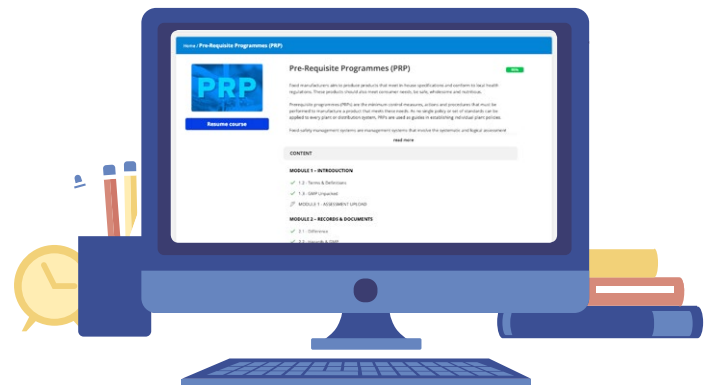 Home / Pre-Requisite Programmes (PRP)
PRP
Resume course
Pre-Requisite Programmes (PRP)
Food manufacturers aim to produce products that meet in-house specifications and conform to local health
regulations. These products should also meet consumer needs, be safe, wholesome and nutritious.
Prerequisite programmes (PRPs) are the minimum control measures, actions and procedures that must be
performed to manufacture a product that meets these needs. As no single policy or set of standards can be
applied to every plant or distribution system, PRPs are used as guides in establishing individual plant policies.
Food safety management systems are management systems that involve the systematic and logical assessment
read more
CONTENT
MODULE 1 – INTRODUCTION
1.2 - Terms & Definitions
1.3 - GMP Unpacked
MODULE 1 - ASSESSMENT UPLOAD
MODULE 2 – RECORDS & DOCUMENTS
2.1 - Difference